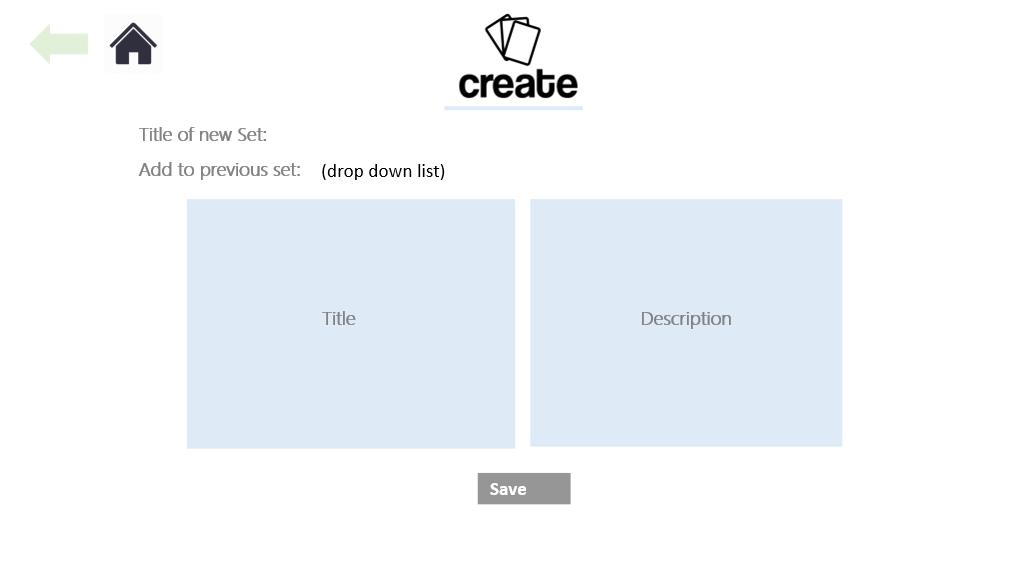 create
Title of new Set:
Add to previous set: (drop down list)
Title
Description
Save